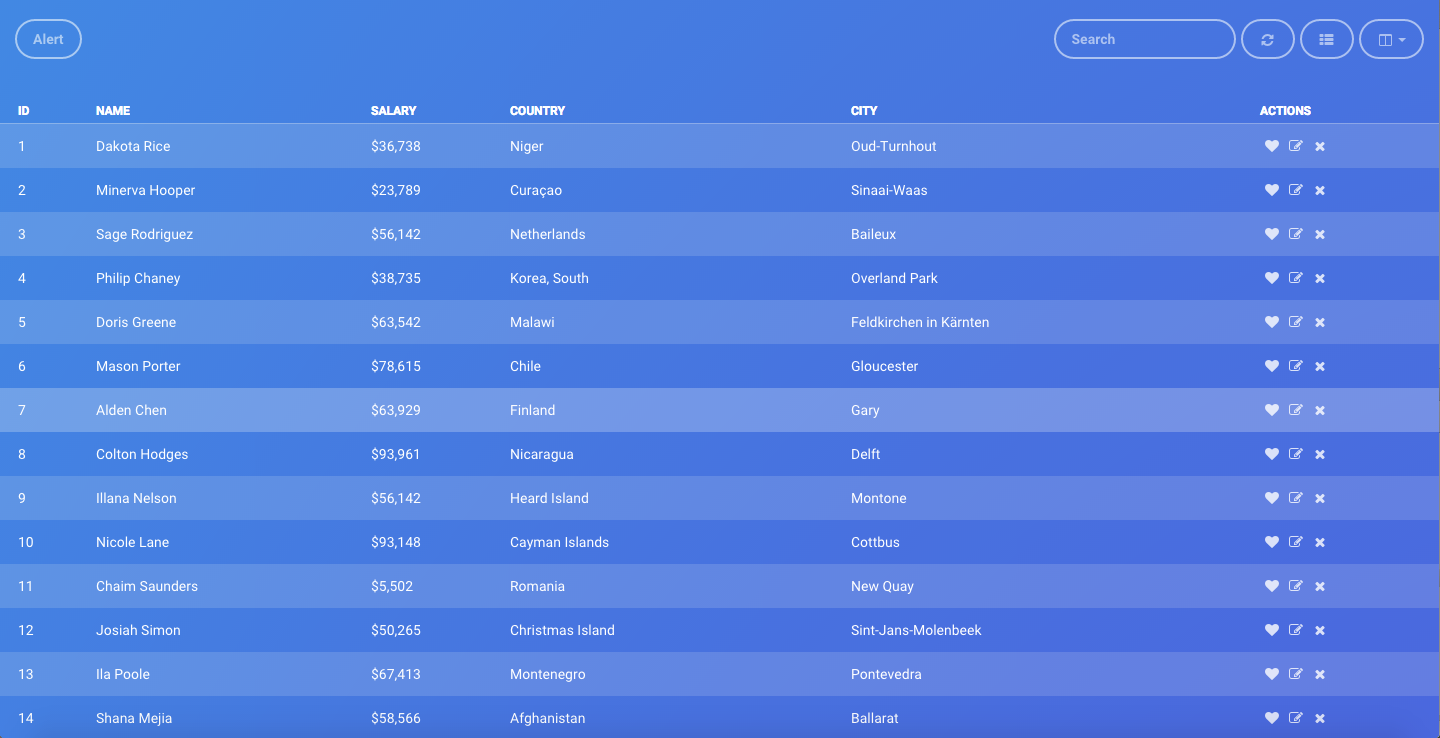 Alert Search
ID NAME SALARY COUNTRY CITY ACTIONS
1 Dakota Rice $36,738 Niger Oud-Turnhout
2 Minerva Hooper $23,789 Curaçao Sinaai-Waas
3 Sage Rodriguez $56,142 Netherlands Baileux
4 Philip Chaney $38,735 Korea, South Overland Park
5 Doris Greene $63,542 Malawi Feldkirchen in Kärnten
6 Mason Porter $78,615 Chile Gloucester
7 Alden Chen $63,929 Finland Gary
8 Colton Hodges $93,961 Nicaragua Delft
9 Illana Nelson $56,142 Heard Island Montone
10 Nicole Lane $93,148 Cayman Islands Cottbus
11 Chaim Saunders $5,502 Romania New Quay
12 Josiah Simon $50,265 Christmas Island Sint-Jans-Molenbeek
13 Ila Poole $67,413 Montenegro Pontevedra
14 Shana Mejia $58,566 Afghanistan Ballarat